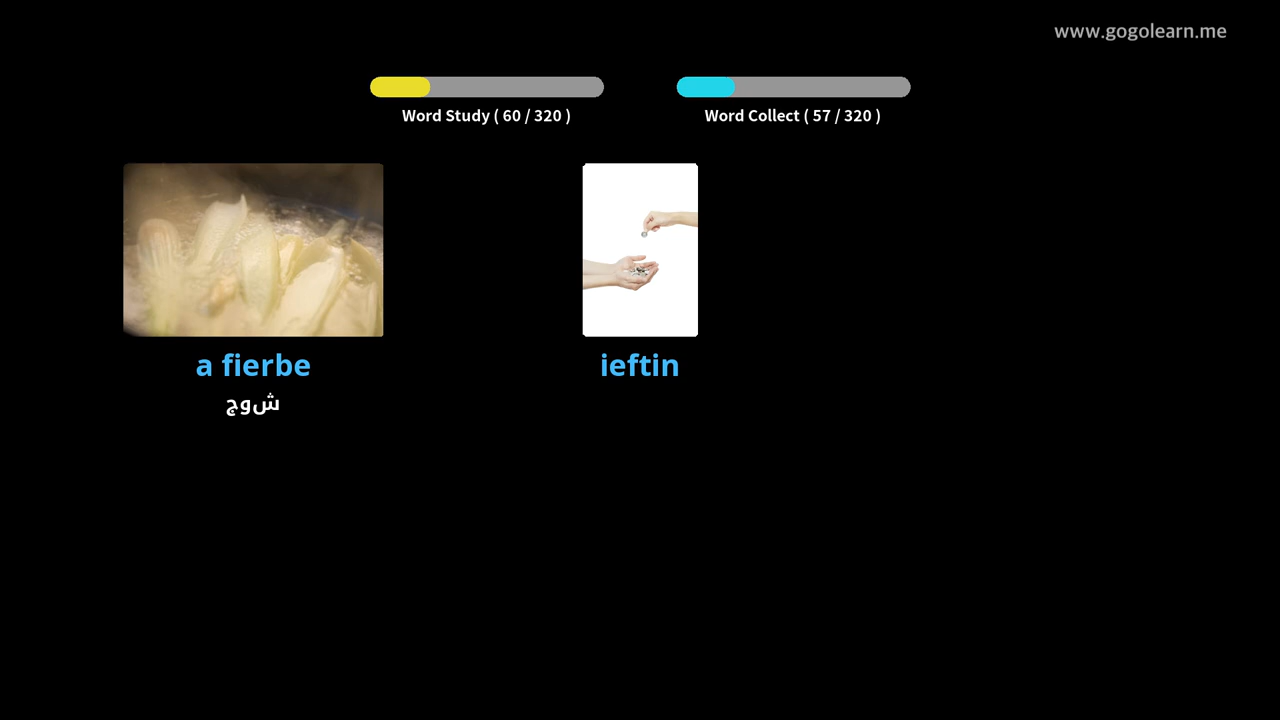 www.gogolearn.me
Word Study ( 60 / 320 )
Word Collect ( 57 / 320 )
a fierbe
شوج
ieftin